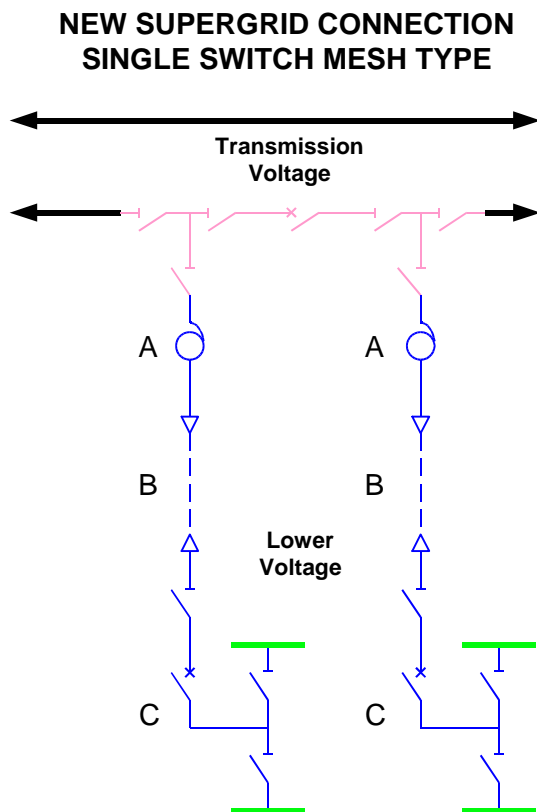 NEW SUPERGRID CONNECTION
SINGLE SWITCH MESH TYPE
Transmission
Voltage
A
A
B
B
Lower
Voltage
C
C